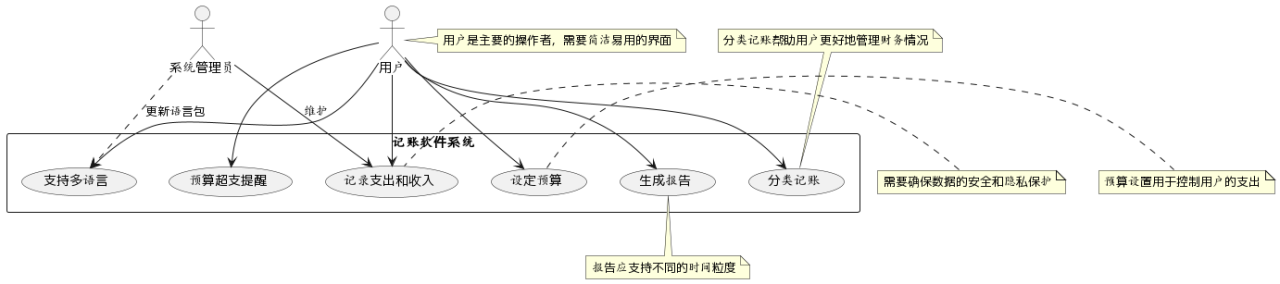 用户是主要的操作者，需要简洁易用的界面
分类记账帮助用户更好地管理财务情况
系统管理员
用户
更新语言包
维护
记账软件系统
支持多语言
预算超支提醒
记录支出和收入
设定预算
生成报告
分类记账
需要确保数据的安全和隐私保护
预算设置用于控制用户的支出
报告应支持不同的时间粒度